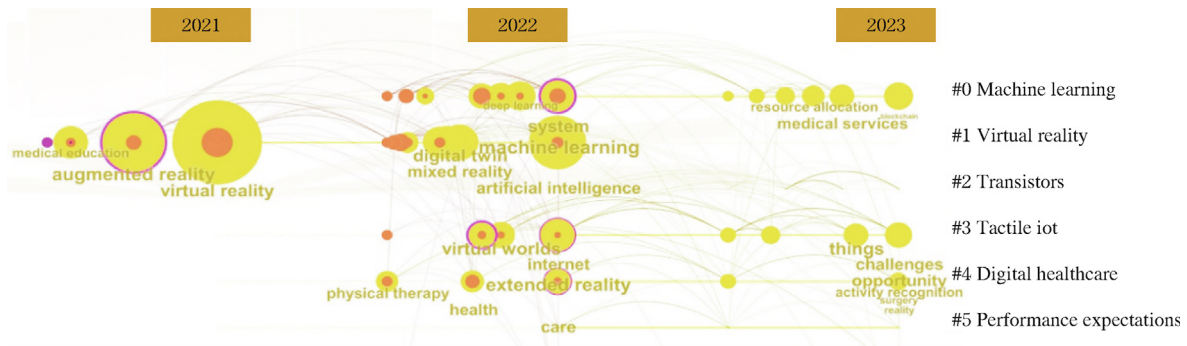 2021 2022 2023
#0 Machine learning
deep learning
resource allocation
blockchain
medical services
system
#1 Virtual reality
machine learning
medical education
digital twin
augmented reality
mixed reality
virtual reality
artificial intelligence
#2 Transistors
#3 Tactile iot
virtual worlds
things
internet
challenges
#4 Digital healthcare
opportunity
extended reality
physical therapy
activity recognition
surgery
health
reality
#5 Performance expectations
care